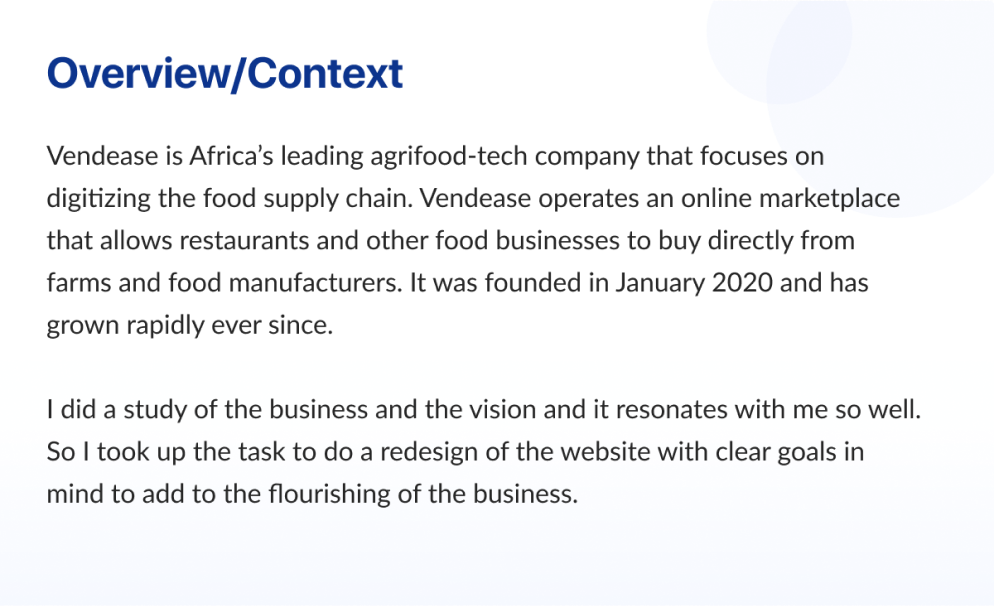 Overview/Context
Vendease is Africa’s leading agrifood-tech company that focuses on
digitizing the food supply chain. Vendease operates an online marketplace
that allows restaurants and other food businesses to buy directly from
farms and food manufacturers. It was founded in January 2020 and has
grown rapidly ever since.
I did a study of the business and the vision and it resonates with me so well.
So I took up the task to do a redesign of the website with clear goals in
mind to add to the flourishing of the business.